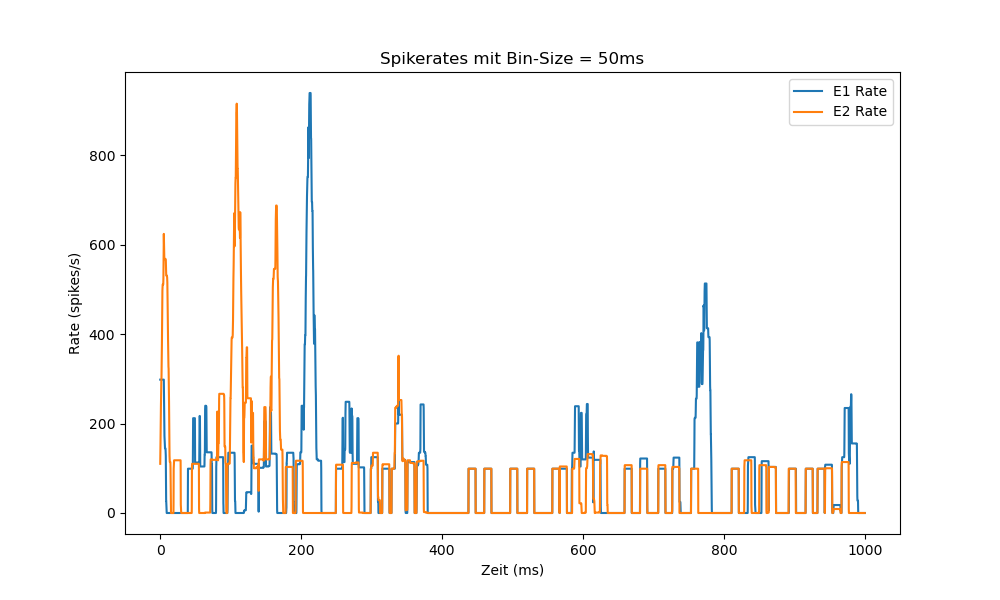 Spikerates mit Bin-Size = 50ms
E1 Rate
E2 Rate
800
600
400
200
0
Rate (spikes/s)
0 200 400 600 800 1000
Zeit (ms)